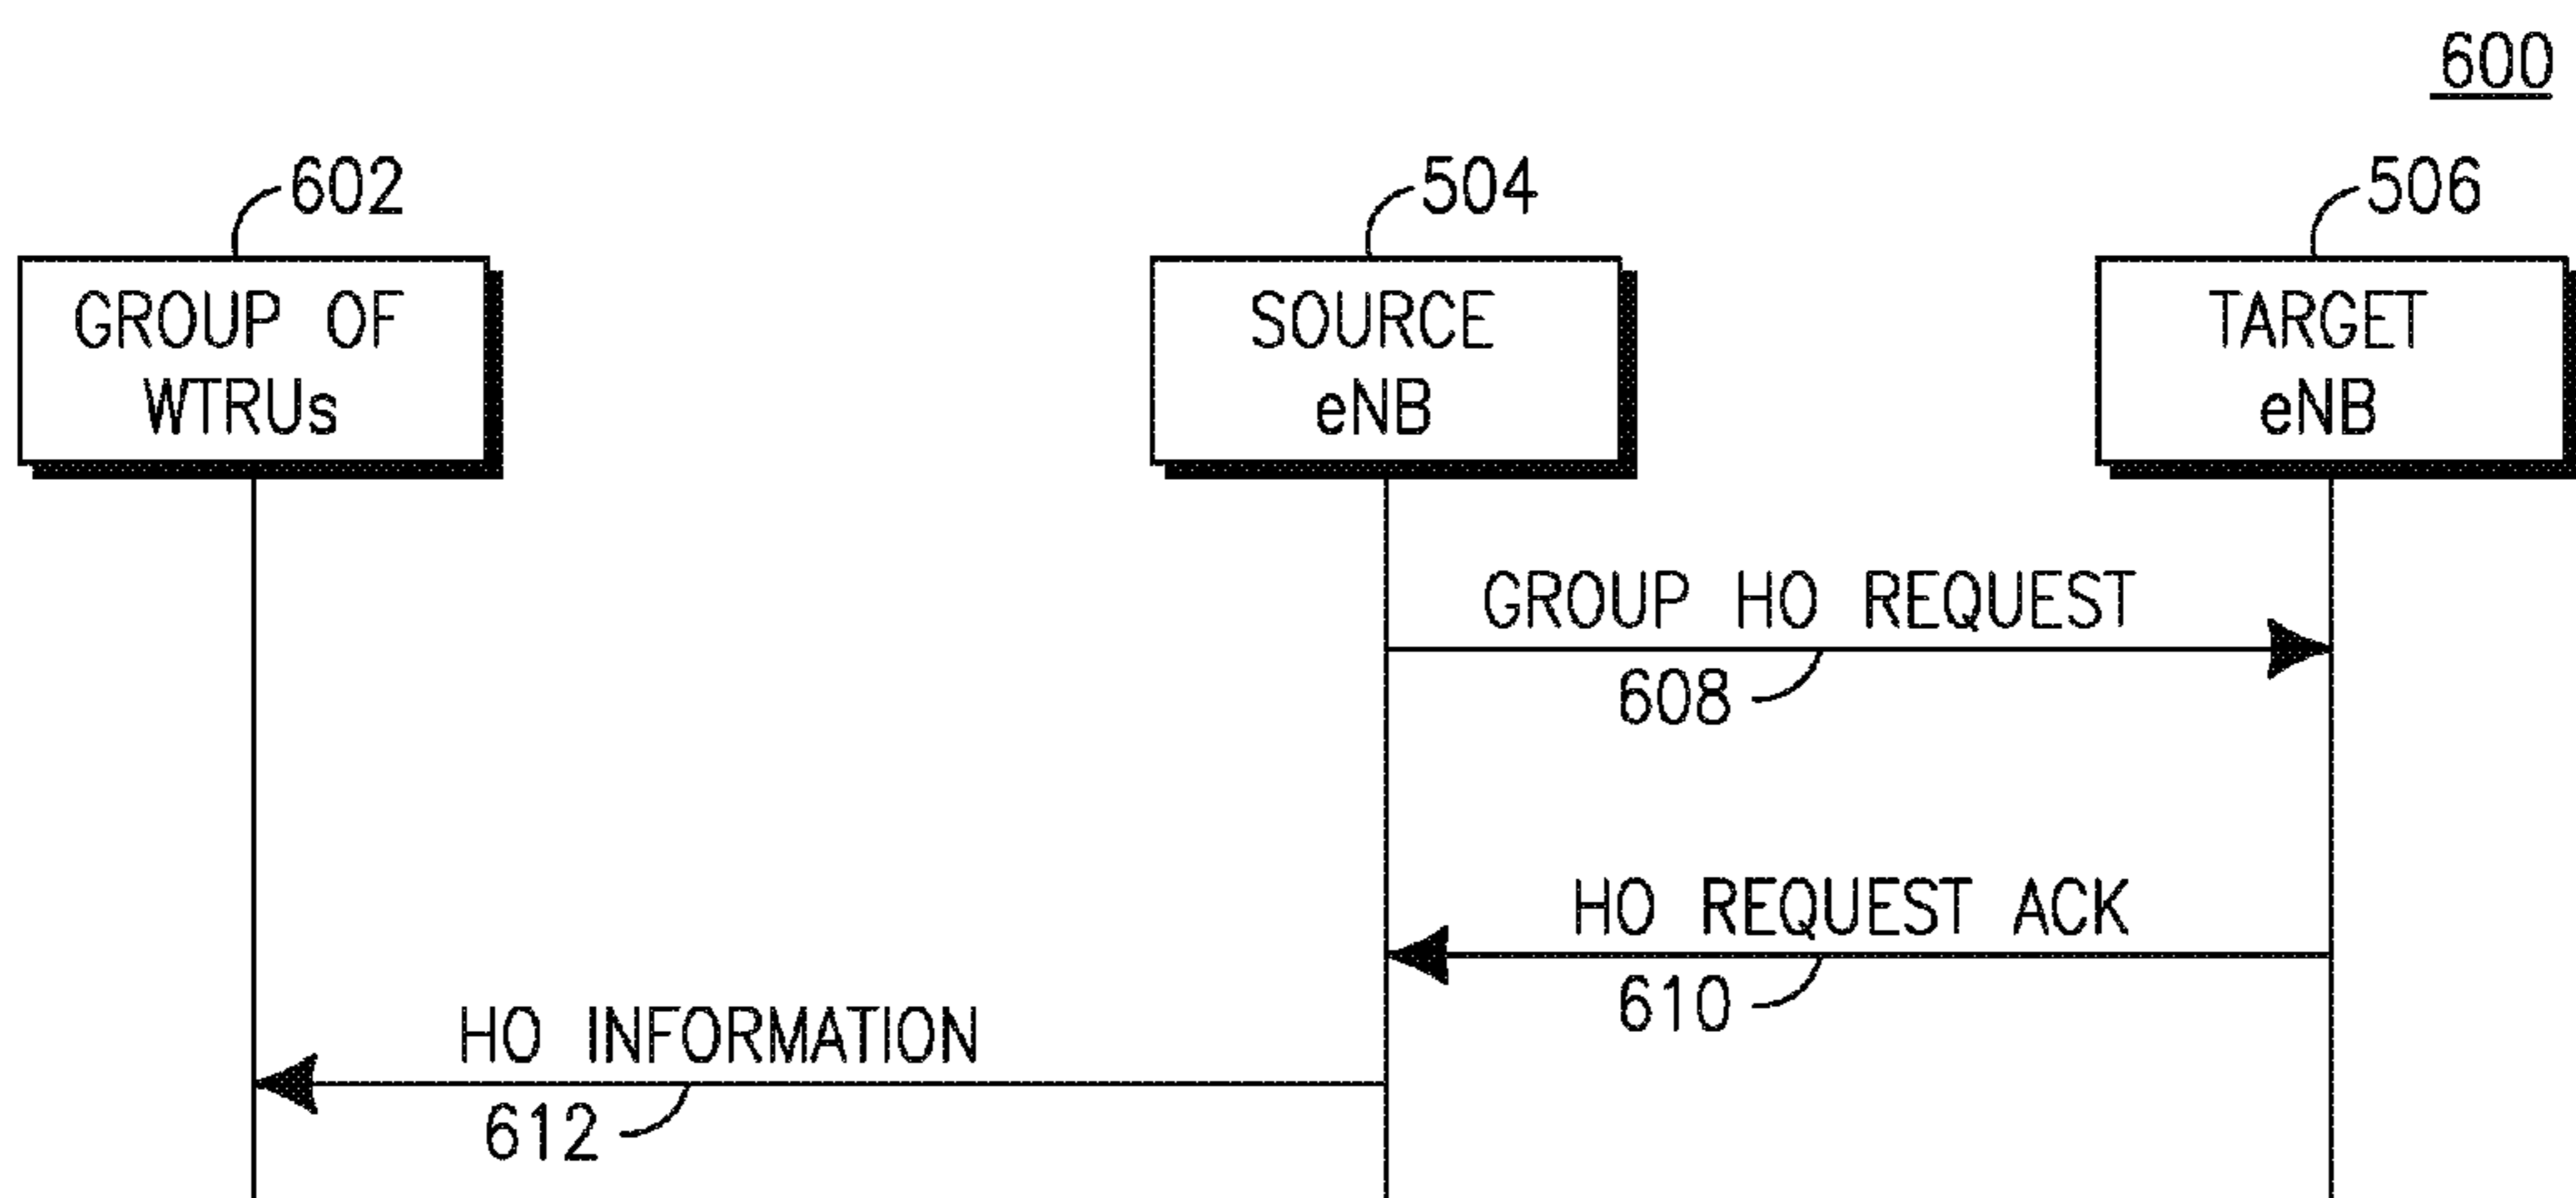 600
602
504
506
GROUP OF
WTRUs
SOURCE
eNB
TARGET
eNB
GROUP HO REQUEST
608
HO REQUEST ACK
610
HO INFORMATION
612